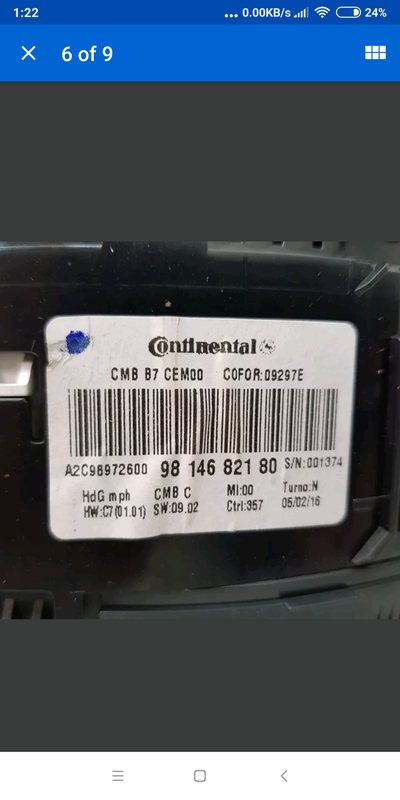 1:22 ... 0.00KB/s 24%
6 of 9
Continental
CMB B7 CEM00 COFOR:09297E
A2C98972600 98 146 821 80 S/N:001374
HdG mph CMB C MI:00 Turno:N
HW:C7(01.01) SW:09.02 Ctrl:357 05/02/16